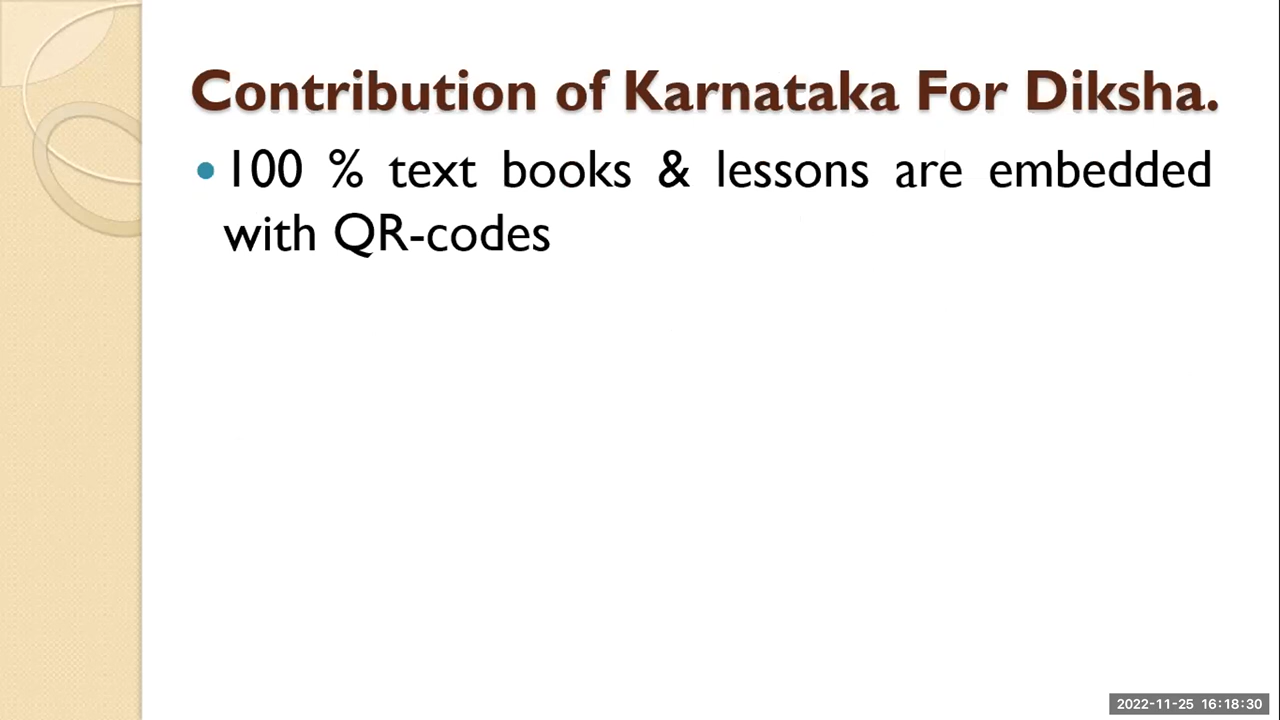 Contribution of Karnataka For Diksha.
•100 % text books & lessons are embedded
with QR-codes
2022-11-25 16:18:30